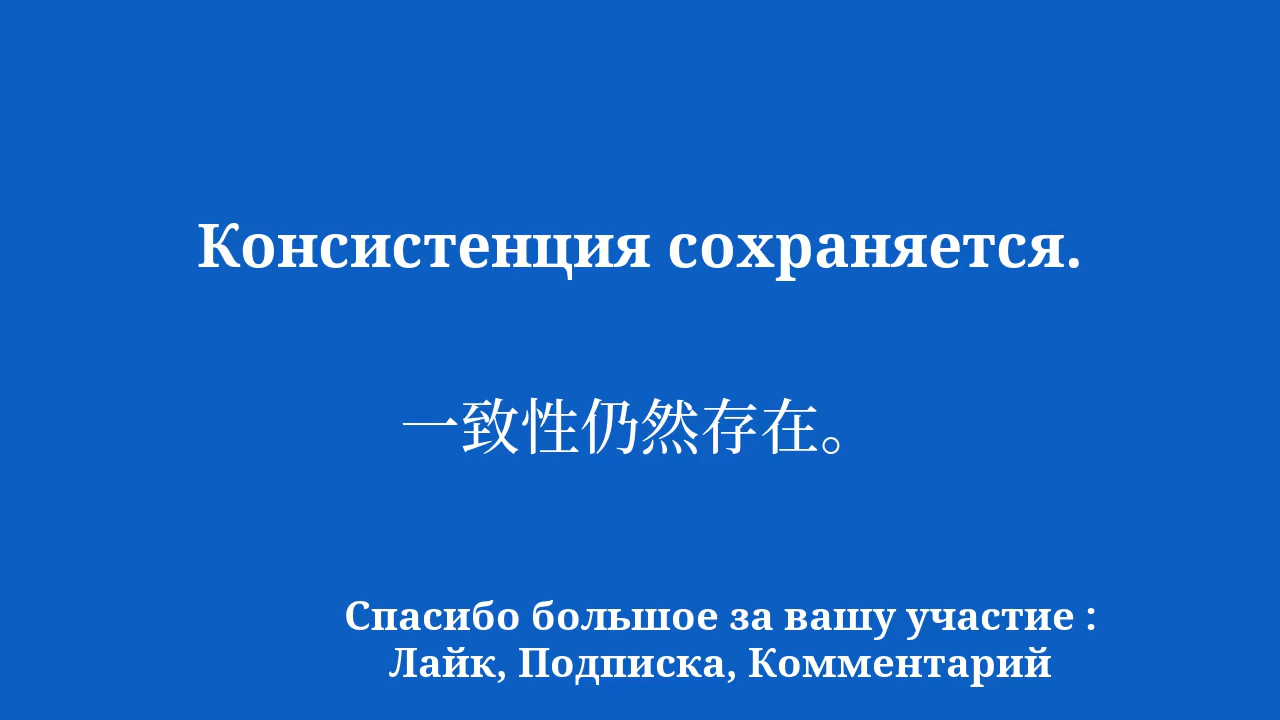 Консистенция сохраняется.
一致性仍然存在。
Спасибо большое за вашу участие :
Лайк, Подписка, Комментарий